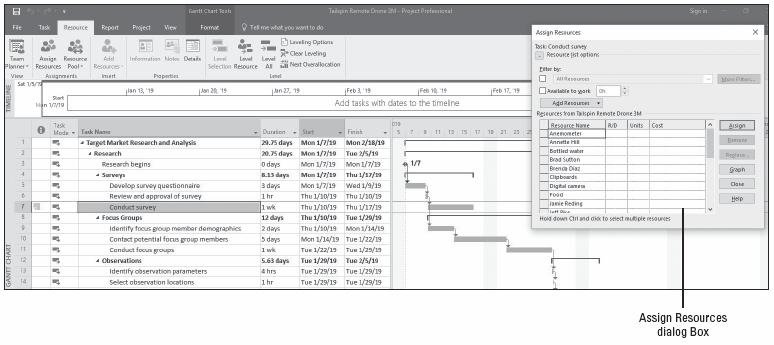 Gantt Chart Tools
Tailspin Remote Drone 3M - Project Professional
Sign in
File Task Resource Report Project View Format Tell me what you want to do
Team Planner
Assign Resources
Resource Pool
Add Resources
Information Notes Details
Level Selection
Level Resource
Level All
Leveling Options
Clear Leveling
Next Overallocation
View Assignments Insert Properties Level
TIMELINE
Sat 1/5/19
Start
Mon 1/7/19
Jan 13, '19 Jan 20, '19 Jan 27, '19 Feb 3, '19 Feb 10, '19 Feb 17, '19
Add tasks with dates to the timeline
GANTT CHART
Task Mode Task Name Duration Start Finish
1 Target Market Research and Analysis 29.75 days Mon 1/7/19 Mon 2/18/19
2 Research 20.75 days Mon 1/7/19 Tue 2/5/19
3 Research begins 0 days Mon 1/7/19 Mon 1/7/19
4 Surveys 8.13 days Mon 1/7/19 Thu 1/17/19
5 Develop survey questionnaire 3 days Mon 1/7/19 Wed 1/9/19
6 Review and approval of survey 1 hr Thu 1/10/19 Thu 1/10/19
7 Conduct survey 1 wk Thu 1/10/19 Thu 1/17/19
8 Focus Groups 12 days Thu 1/10/19 Tue 1/29/19
9 Identify focus group member demographics 2 days Thu 1/10/19 Mon 1/14/19
10 Contact potential focus group members 5 days Mon 1/14/19 Tue 1/22/19
11 Conduct focus groups 1 wk Tue 1/22/19 Tue 1/29/19
12 Observations 5.63 days Tue 1/29/19 Tue 2/5/19
13 Identify observation parameters 4 hrs Tue 1/29/19 Tue 1/29/19
14 Select observation locations 1 hr Tue 1/29/19 Tue 1/29/19
5 7 9 11 13 15 17 19 21 23 25 27 29 31 2 4
1/7
Assign Resources
Task: Conduct survey
Resource list options
Filter by:
All Resources
More Filters...
Available to work 0h
Add Resources
Resources from Tailspin Remote Drone 3M
Resource Name R/D Units Cost
Anemometer
Annette Hill
Bottled water
Brad Sutton
Brenda Diaz
Clipboards
Digital camera
Food
Jamie Reding
Assign
Remove
Replace...
Graph
Close
Help
Hold down Ctrl and click to select multiple resources
Assign Resources
dialog Box